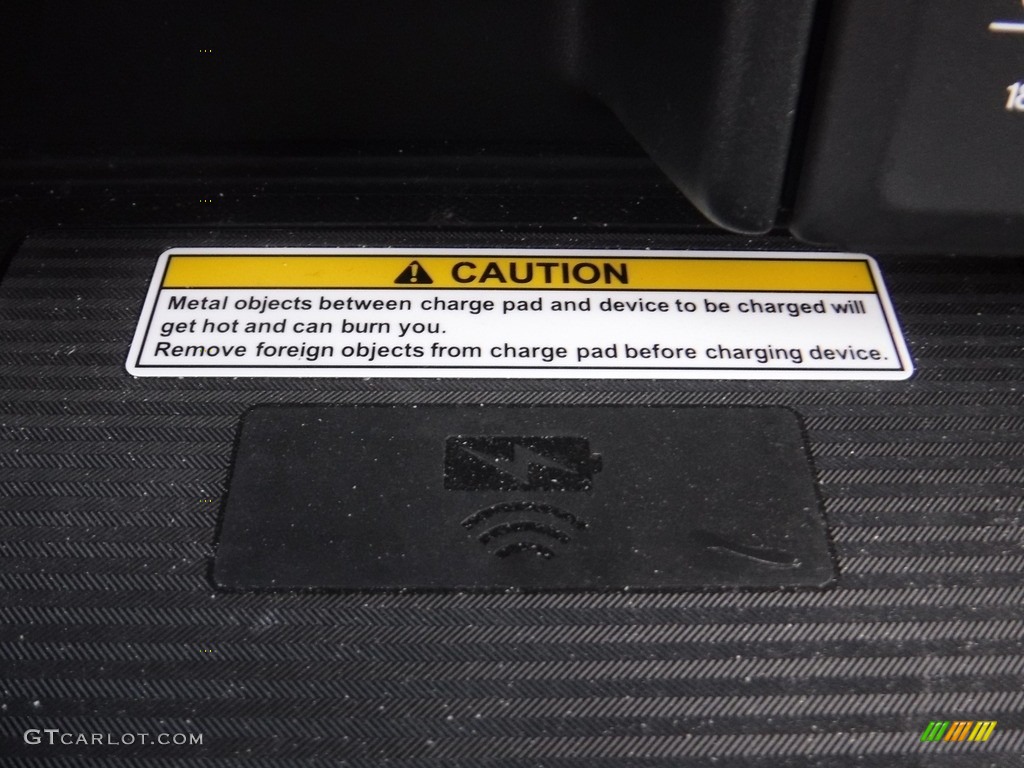 18
CAUTION
Metal objects between charge pad and device to be charged will
get hot and can burn you.
Remove foreign objects from charge pad before charging device.
GTCARLOT.COM